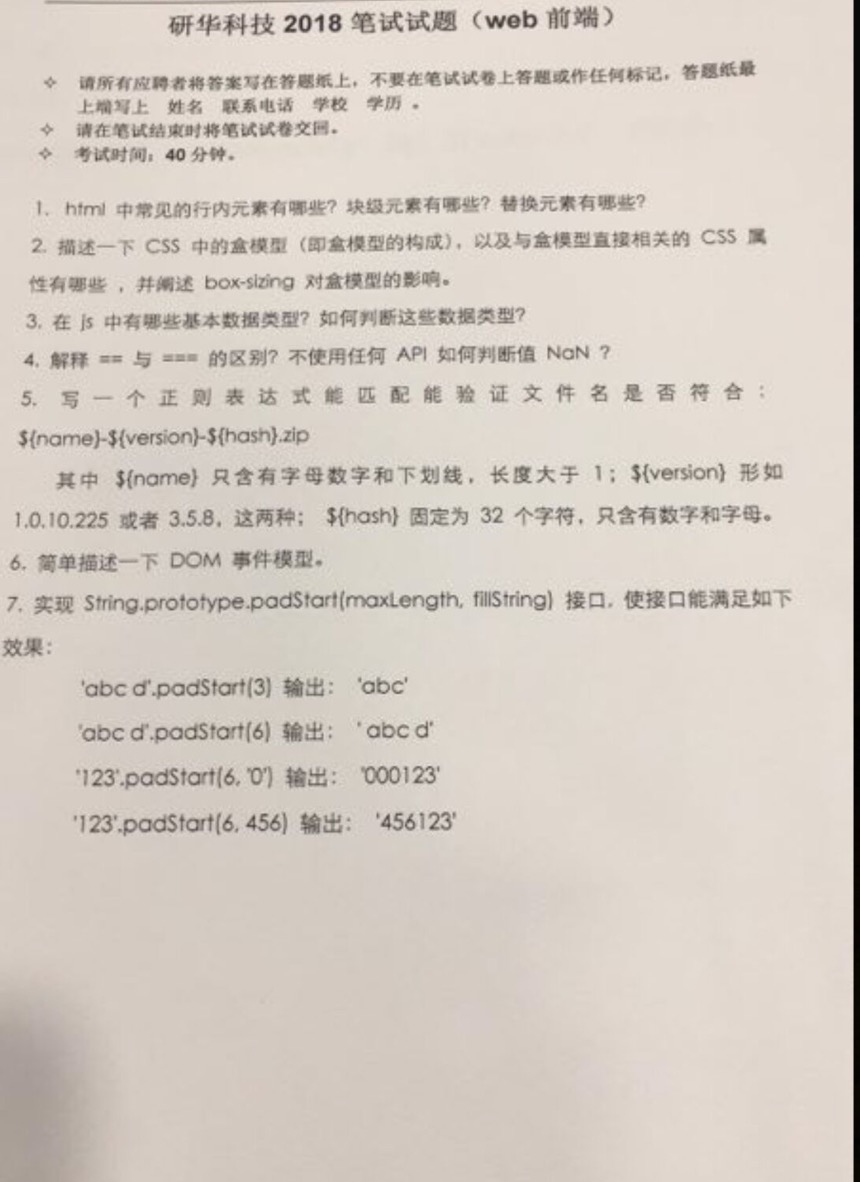 研华科技 2018 笔试试题（web 前端）
✧ 请所有应聘者将答案写在答题纸上，不要在笔试试卷上答题或作任何标记，答题纸最
上端写上 姓名 联系电话 学校 学历 。
✧ 请在笔试结束时将笔试试卷交回。
✧ 考试时间：40 分钟。
1. html 中常见的行内元素有哪些？块级元素有哪些？替换元素有哪些？
2. 描述一下 CSS 中的盒模型（即盒模型的构成），以及与盒模型直接相关的 CSS 属
性有哪些 ，并阐述 box-sizing 对盒模型的影响。
3. 在 js 中有哪些基本数据类型？如何判断这些数据类型？
4. 解释 == 与 === 的区别？不使用任何 API 如何判断值 NaN ？
5. 写一个正则表达式能匹配能验证文件名是否符合：
${name}-${version}-${hash}.zip
其中 ${name} 只含有字母数字和下划线，长度大于 1；${version} 形如
1.0.10.225 或者 3.5.8，这两种； ${hash} 固定为 32 个字符，只含有数字和字母。
6. 简单描述一下 DOM 事件模型。
7. 实现 String.prototype.padStart(maxLength, fillString) 接口，使接口能满足如下
效果：
'abc d'.padStart(3) 输出： 'abc'
'abc d'.padStart(6) 输出： ' abc d'
'123'.padStart(6, '0') 输出： '000123'
'123'.padStart(6, 456) 输出： '456123'